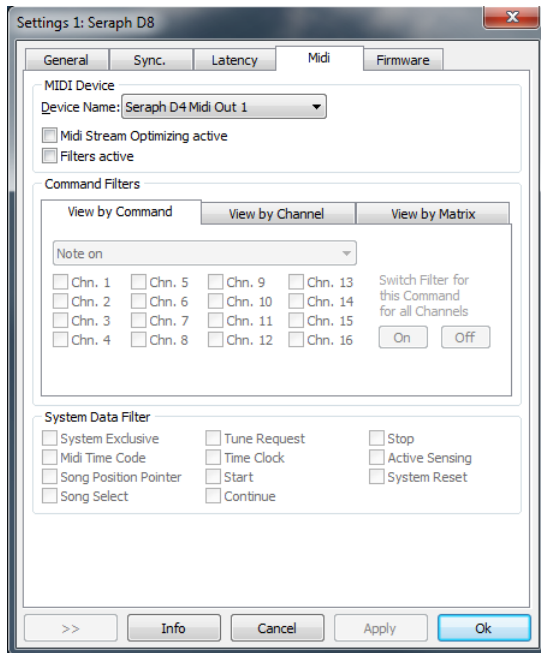 Settings 1: Seraph D8
General Sync. Latency Midi Firmware
MIDI Device
Device Name: Seraph D4 Midi Out 1
Midi Stream Optimizing active
Filters active
Command Filters
View by Command View by Channel View by Matrix
Note on
Chn. 1 Chn. 5 Chn. 9 Chn. 13
Chn. 2 Chn. 6 Chn. 10 Chn. 14
Chn. 3 Chn. 7 Chn. 11 Chn. 15
Chn. 4 Chn. 8 Chn. 12 Chn. 16
Switch Filter for
this Command
for all Channels
On Off
System Data Filter
System Exclusive Tune Request Stop
Midi Time Code Time Clock Active Sensing
Song Position Pointer Start System Reset
Song Select Continue
>> Info Cancel Apply Ok